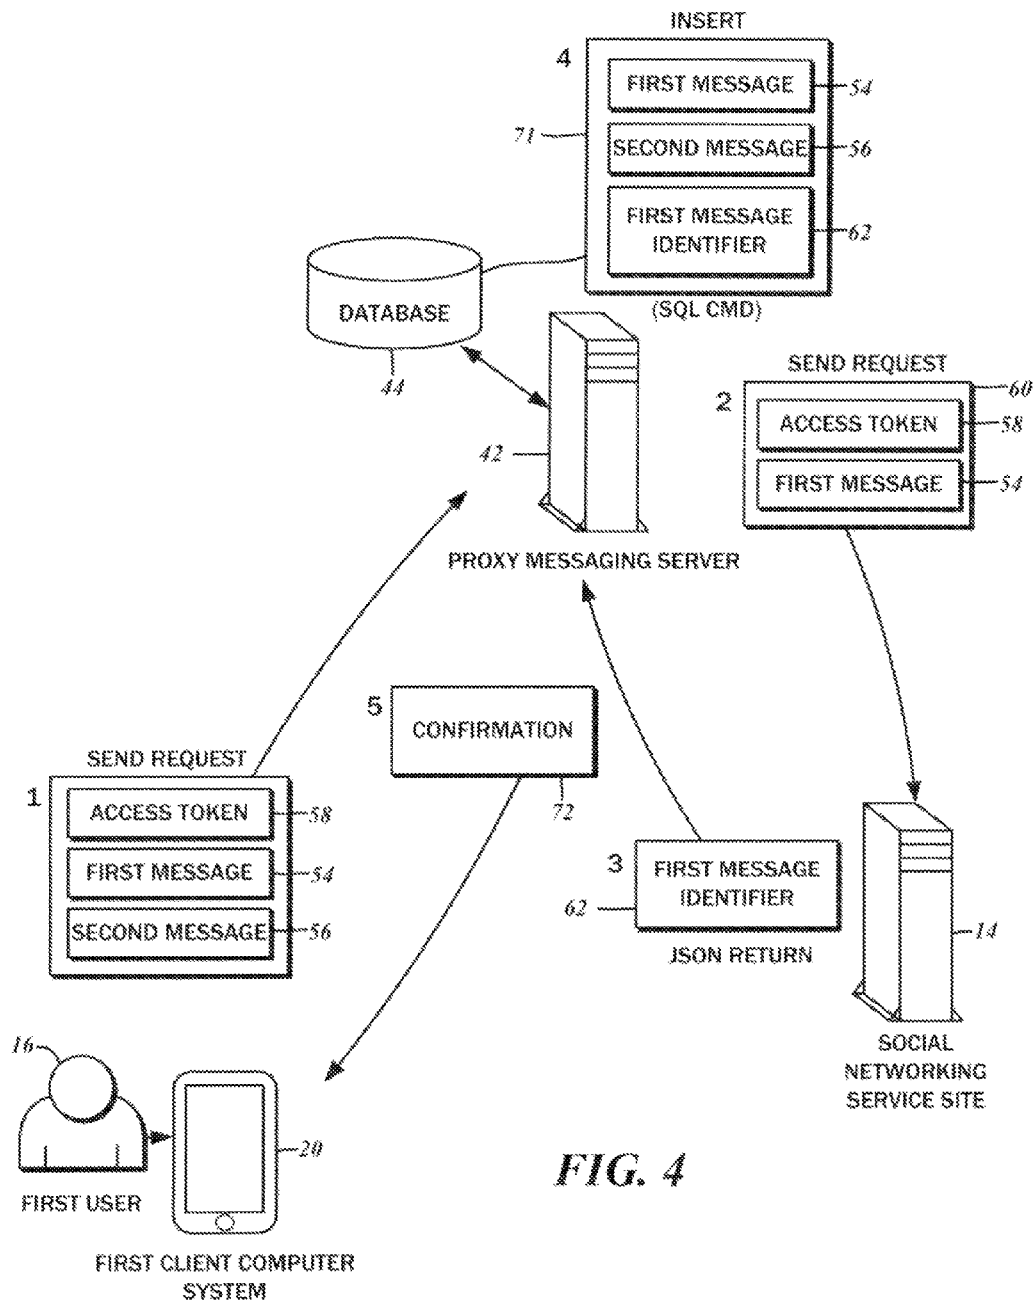 INSERT
4
FIRST MESSAGE
54
71
SECOND MESSAGE
56
FIRST MESSAGE
IDENTIFIER
62
(SQL CMD)
DATABASE
44
42
PROXY MESSAGING SERVER
SEND REQUEST
60
2
ACCESS TOKEN
58
FIRST MESSAGE
54
5
CONFIRMATION
72
SEND REQUEST
1
ACCESS TOKEN
58
FIRST MESSAGE
54
SECOND MESSAGE
56
3
FIRST MESSAGE
IDENTIFIER
62
JSON RETURN
14
SOCIAL
NETWORKING
SERVICE SITE
16
20
FIRST USER
FIRST CLIENT COMPUTER
SYSTEM
FIG. 4